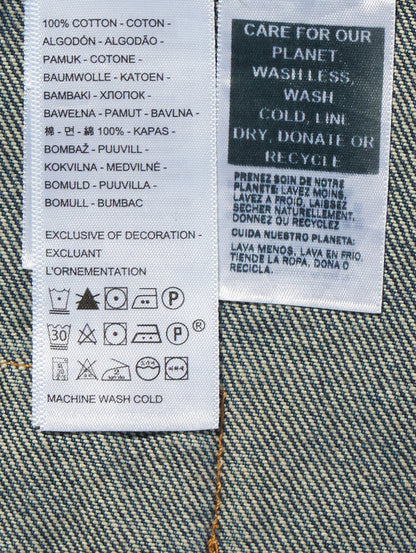 100% COTTON - COTON -
ALGODÓN - ALGODÃO -
PAMUK - COTONE -
BAUMWOLLE - KATOEN -
BAMBAKI - ХЛОПОК -
BAWEŁNA - PAMUT - BAVLNA -
棉 - 면 - 綿 100% - KAPAS -
BOMBAŽ - PUUVILL -
KOKVILNA - MEDVILNĖ -
BOMULD - PUUVILLA -
BOMULL - BUMBAC
EXCLUSIVE OF DECORATION -
EXCLUANT
L'ORNEMENTATION
P
30 P ®
MACHINE WASH COLD
CARE FOR OUR
PLANET:
WASH LESS,
WASH
COLD, LINE
DRY, DONATE OR
RECYCLE
PRENEZ SOIN DE NOTRE
PLANÈTE: LAVEZ MOINS,
LAVEZ À FROID, LAISSEZ
SÉCHER NATURELLEMENT,
DONNEZ OU RECYCLEZ
CUIDA NUESTRO PLANETA:
LAVA MENOS, LAVA EN FRIO,
TIENDE LA ROPA, DONA O
RECICLA.